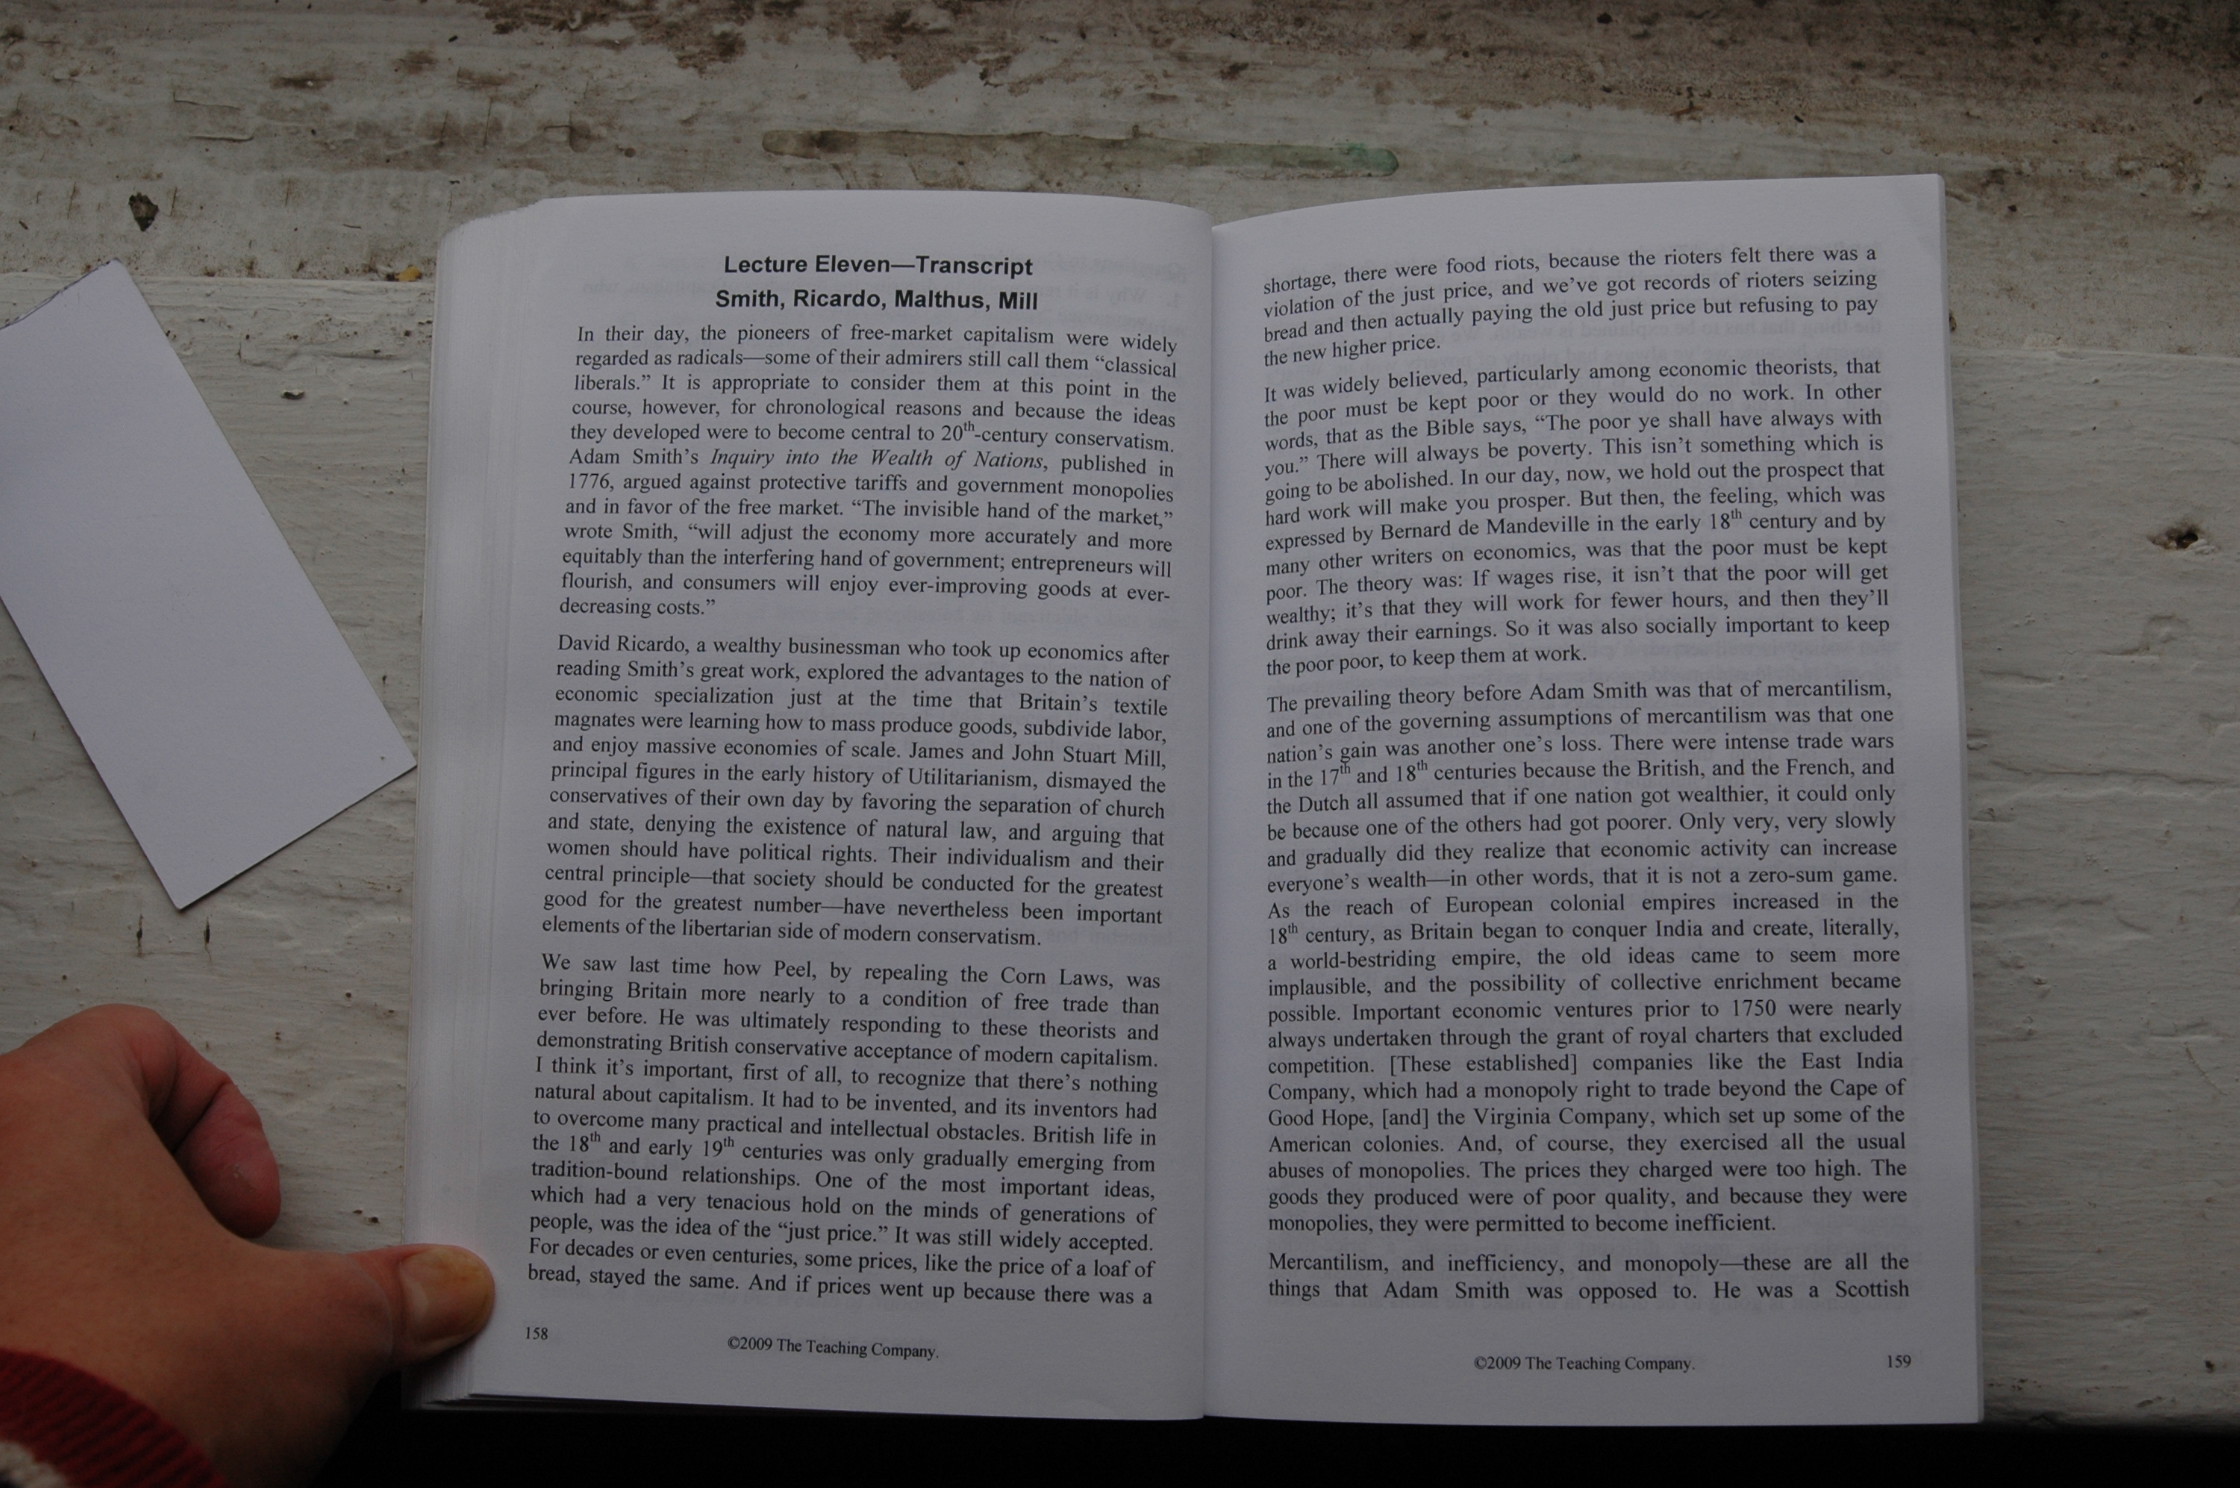 Lecture Eleven—Transcript
Smith, Ricardo, Malthus, Mill
In their day, the pioneers of free-market capitalism were widely
regarded as radicals—some of their admirers still call them “classical
liberals.” It is appropriate to consider them at this point in the
course, however, for chronological reasons and because the ideas
they developed were to become central to 20th-century conservatism.
Adam Smith’s Inquiry into the Wealth of Nations, published in
1776, argued against protective tariffs and government monopolies
and in favor of the free market. “The invisible hand of the market,”
wrote Smith, “will adjust the economy more accurately and more
equitably than the interfering hand of government; entrepreneurs will
flourish, and consumers will enjoy ever-improving goods at ever-
decreasing costs.”
David Ricardo, a wealthy businessman who took up economics after
reading Smith’s great work, explored the advantages to the nation of
economic specialization just at the time that Britain’s textile
magnates were learning how to mass produce goods, subdivide labor,
and enjoy massive economies of scale. James and John Stuart Mill,
principal figures in the early history of Utilitarianism, dismayed the
conservatives of their own day by favoring the separation of church
and state, denying the existence of natural law, and arguing that
women should have political rights. Their individualism and their
central principle—that society should be conducted for the greatest
good for the greatest number—have nevertheless been important
elements of the libertarian side of modern conservatism.
We saw last time how Peel, by repealing the Corn Laws, was
bringing Britain more nearly to a condition of free trade than
ever before. He was ultimately responding to these theorists and
demonstrating British conservative acceptance of modern capitalism.
I think it’s important, first of all, to recognize that there’s nothing
natural about capitalism. It had to be invented, and its inventors had
to overcome many practical and intellectual obstacles. British life in
the 18th and early 19th centuries was only gradually emerging from
tradition-bound relationships. One of the most important ideas,
which had a very tenacious hold on the minds of generations of
people, was the idea of the “just price.” It was still widely accepted.
For decades or even centuries, some prices, like the price of a loaf of
bread, stayed the same. And if prices went up because there was a
158
©2009 The Teaching Company.
shortage, there were food riots, because the rioters felt there was a
violation of the just price, and we’ve got records of rioters seizing
bread and then actually paying the old just price but refusing to pay
the new higher price.
It was widely believed, particularly among economic theorists, that
the poor must be kept poor or they would do no work. In other
words, that as the Bible says, “The poor ye shall have always with
you.” There will always be poverty. This isn’t something which is
going to be abolished. In our day, now, we hold out the prospect that
hard work will make you prosper. But then, the feeling, which was
expressed by Bernard de Mandeville in the early 18th century and by
many other writers on economics, was that the poor must be kept
poor. The theory was: If wages rise, it isn’t that the poor will get
wealthy; it’s that they will work for fewer hours, and then they’ll
drink away their earnings. So it was also socially important to keep
the poor poor, to keep them at work.
The prevailing theory before Adam Smith was that of mercantilism,
and one of the governing assumptions of mercantilism was that one
nation’s gain was another one’s loss. There were intense trade wars
in the 17th and 18th centuries because the British, and the French, and
the Dutch all assumed that if one nation got wealthier, it could only
be because one of the others had got poorer. Only very, very slowly
and gradually did they realize that economic activity can increase
everyone’s wealth—in other words, that it is not a zero-sum game.
As the reach of European colonial empires increased in the
18th century, as Britain began to conquer India and create, literally,
a world-bestriding empire, the old ideas came to seem more
implausible, and the possibility of collective enrichment became
possible. Important economic ventures prior to 1750 were nearly
always undertaken through the grant of royal charters that excluded
competition. [These established] companies like the East India
Company, which had a monopoly right to trade beyond the Cape of
Good Hope, [and] the Virginia Company, which set up some of the
American colonies. And, of course, they exercised all the usual
abuses of monopolies. The prices they charged were too high. The
goods they produced were of poor quality, and because they were
monopolies, they were permitted to become inefficient.
Mercantilism, and inefficiency, and monopoly—these are all the
things that Adam Smith was opposed to. He was a Scottish
©2009 The Teaching Company.
159